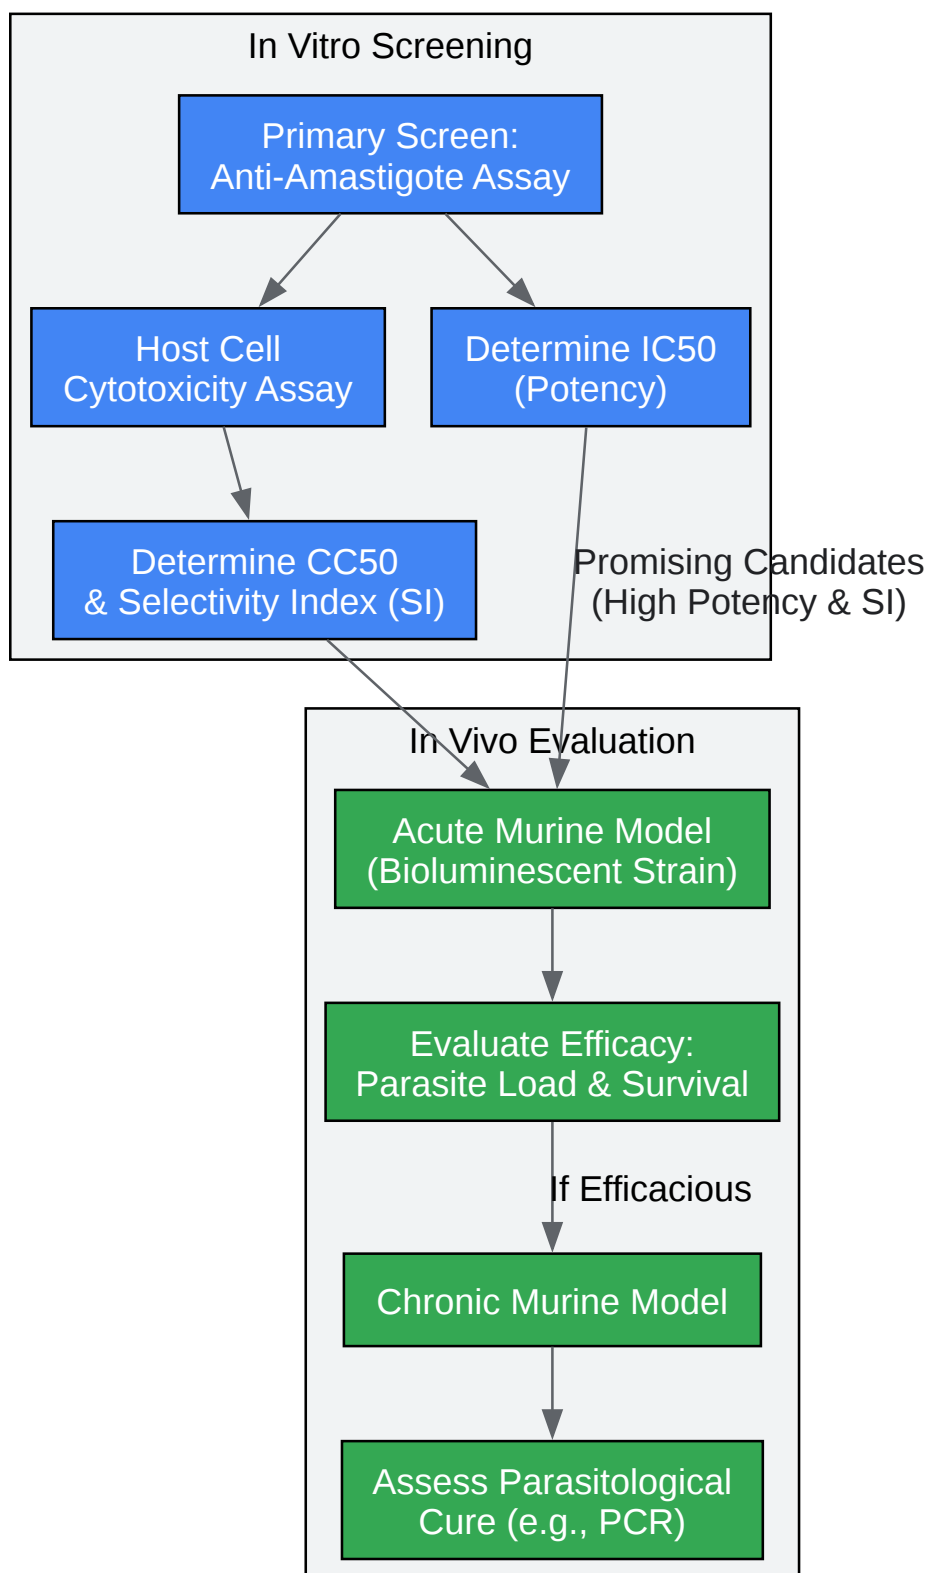 In Vitro Screening
Primary Screen:
Anti-Amastigote Assay
Host Cell
Cytotoxicity Assay
Determine IC50
(Potency)
Determine CC50
& Selectivity Index (SI)
Promising Candidates
(High Potency & SI)
In Vivo Evaluation
Acute Murine Model
(Bioluminescent Strain)
Evaluate Efficacy:
Parasite Load & Survival
If Efficacious
Chronic Murine Model
Assess Parasitological
Cure (e.g., PCR)